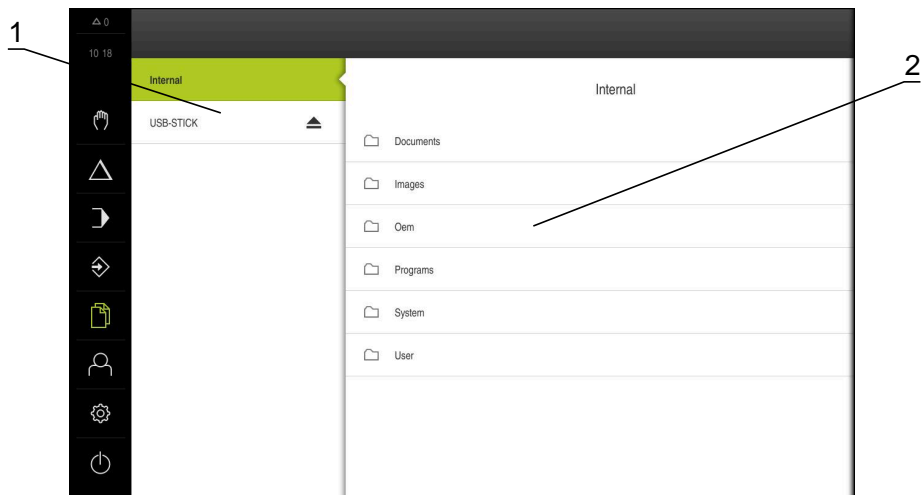 1
0
10 18
2
Internal
USB-STICK
Internal
Documents
Images
Oem
Programs
System
User